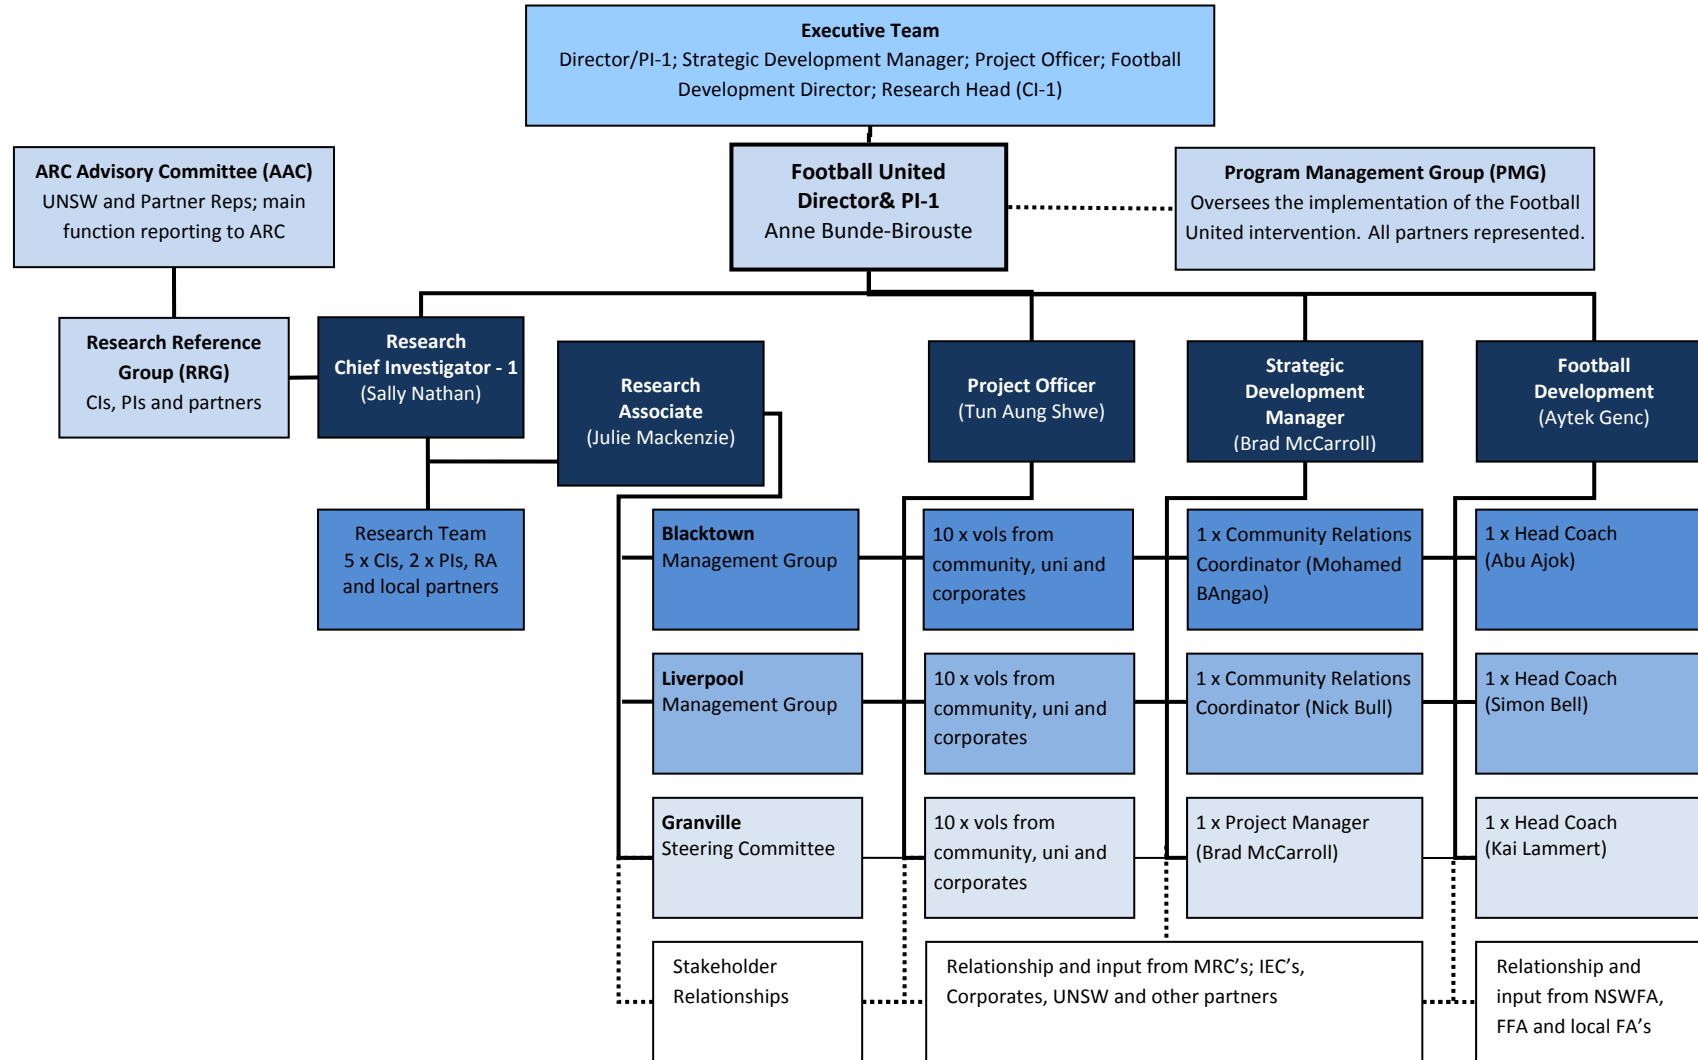 Executive Team
Director/PI-1; Strategic Development Manager; Project Officer; Football
Development Director; Research Head (CI-1)
ARC Advisory Committee (AAC)
UNSW and Partner Reps; main
function reporting to ARC
Football United
Director& PI-1
Anne Bunde-Birouste
Program Management Group (PMG)
Oversees the implementation of the Football
United intervention. All partners represented.
Research Reference
Group (RRG)
CIs, PIs and partners
Research
Chief Investigator - 1
(Sally Nathan)
Research
Associate
(Julie Mackenzie)
Project Officer
(Tun Aung Shwe)
Strategic
Development
Manager
(Brad McCarroll)
Football
Development
(Aytek Genc)
Research Team
5 x CIs, 2 x PIs, RA
and local partners
Blacktown
Management Group
10 x vols from
community, uni and
corporates
1 x Community Relations
Coordinator (Mohamed
BAngao)
1 x Head Coach
(Abu Ajok)
Liverpool
Management Group
10 x vols from
community, uni and
corporates
1 x Community Relations
Coordinator (Nick Bull)
1 x Head Coach
(Simon Bell)
Granville
Steering Committee
10 x vols from
community, uni and
corporates
1 x Project Manager
(Brad McCarroll)
1 x Head Coach
(Kai Lammert)
Stakeholder
Relationships
Relationship and input from MRC’s; IEC’s,
Corporates, UNSW and other partners
Relationship and
input from NSWFA,
FFA and local FA’s